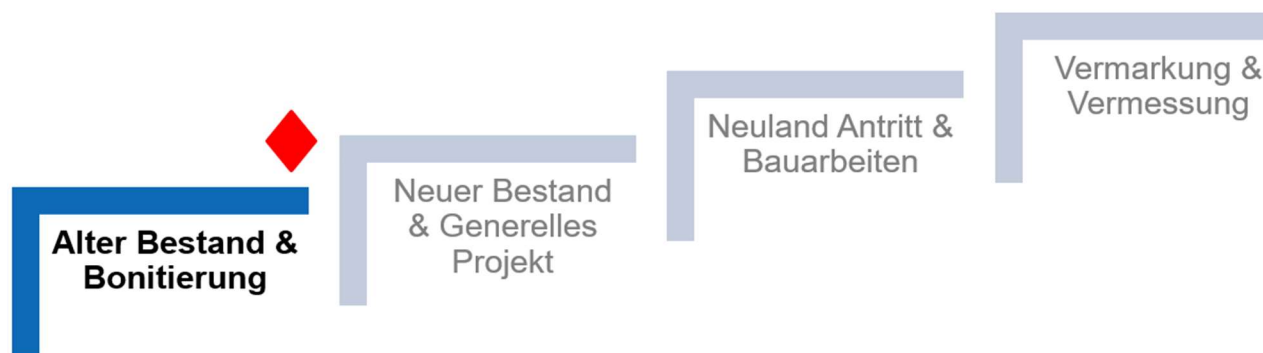 Alter Bestand &
Bonitierung
Neuer Bestand
& Generelles
Projekt
Neuland Antritt &
Bauarbeiten
Vermarkung &
Vermessung